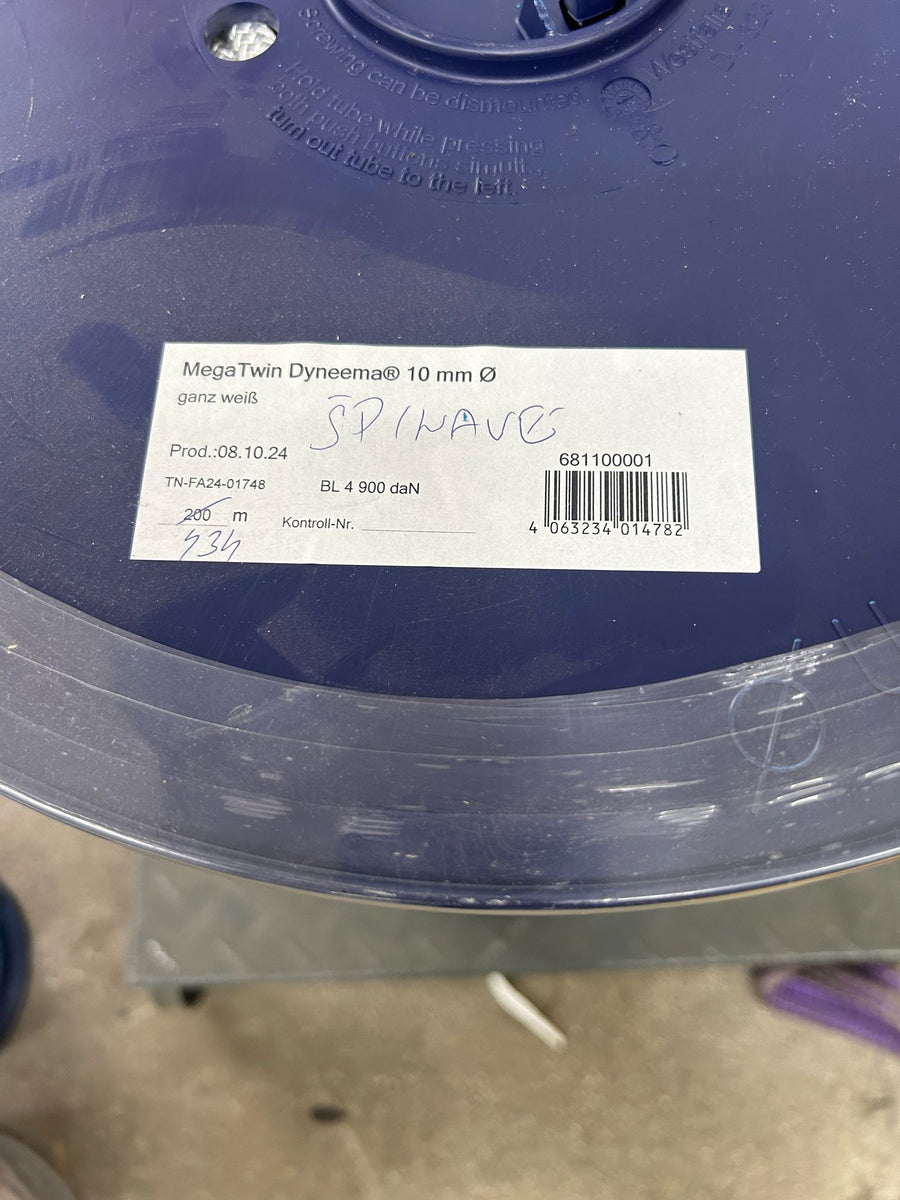 Screwing can be dismounted
Hold tube while pressing
both push buttons simult.
turn out tube to the left.
MegaTwin Dyneema® 10 mm Ø
ganz weiß
Prod.:08.10.24
681100001
TN-FA24-01748
BL 4 900 daN
200 m
Kontroll-Nr.
4 063234 014782